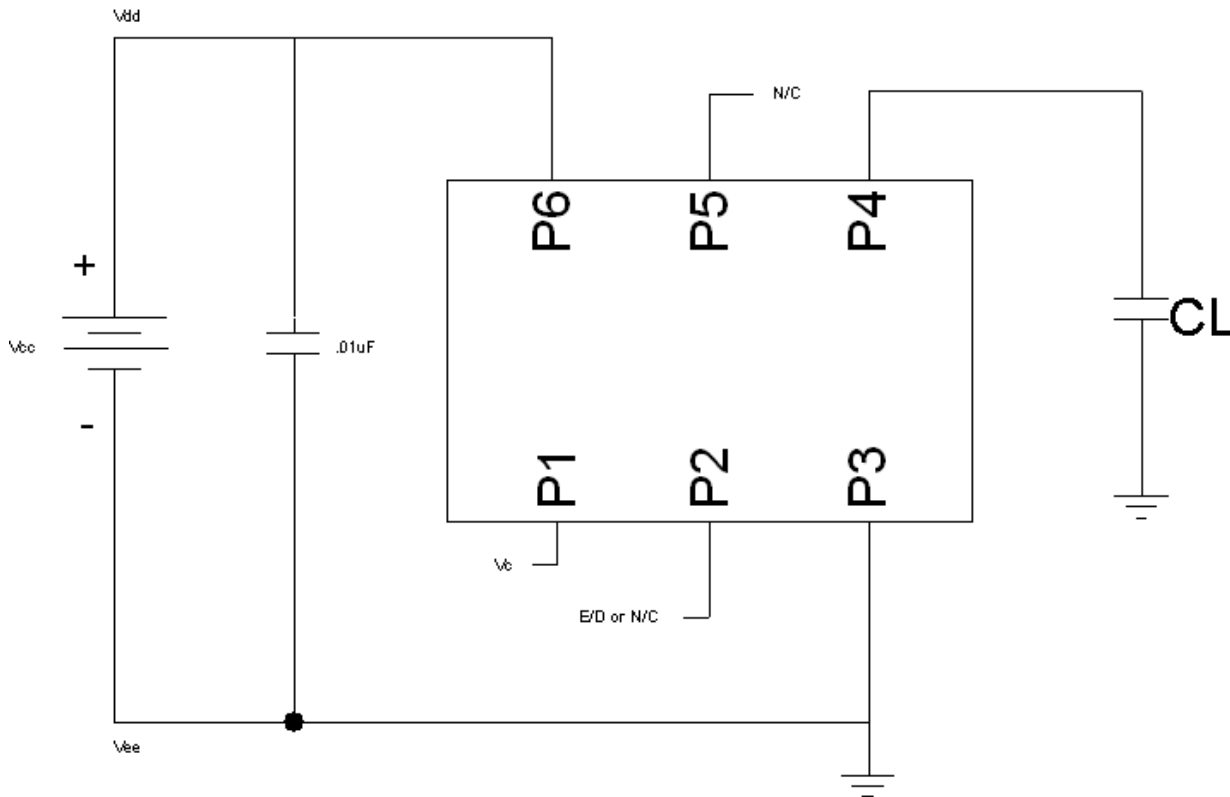 Vdd
N/C
P6
P5
P4
+
CL
Vcc
.01uF
-
P1
P2
P3
Vc
E/D or N/C
Vee